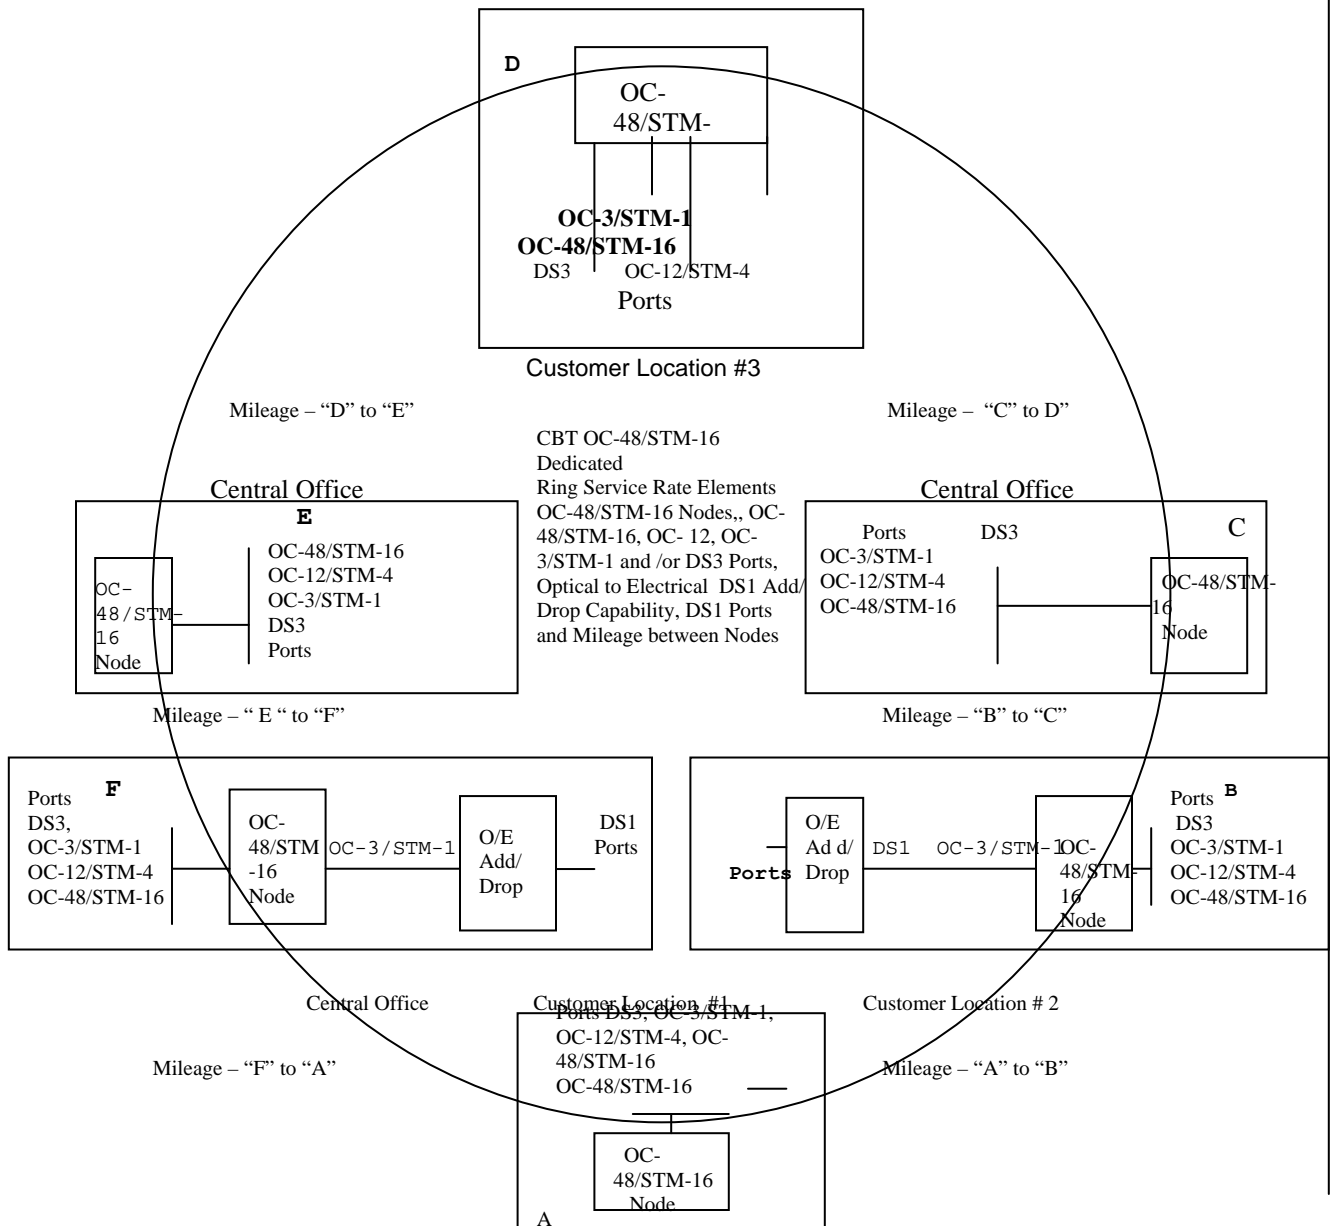 D
OC-
48/STM-
OC-3/STM-1
OC-48/STM-16
DS3 OC-12/STM-4
Ports
Customer Location #3
Mileage – “D” to “E”
Mileage – “C” to D”
CBT OC-48/STM-16
Dedicated
Ring Service Rate Elements
OC-48/STM-16 Nodes,, OC-
48/STM-16, OC- 12, OC-
3/STM-1 and /or DS3 Ports,
Optical to Electrical DS1 Add/
Drop Capability, DS1 Ports
and Mileage between Nodes
Central Office
E
OC-
48/STM-
16
Node
OC-48/STM-16
OC-12/STM-4
OC-3/STM-1
DS3
Ports
Central Office
C
Ports DS3
OC-3/STM-1
OC-12/STM-4
OC-48/STM-16
OC-48/STM-
16
Node
Mileage – “ E “ to “F”
Mileage – “B” to “C”
Ports F
DS3,
OC-3/STM-1
OC-12/STM-4
OC-48/STM-16
OC-
48/STM
-16
Node
OC-3/STM-1
O/E
Add/
Drop
DS1
Ports
Ports
O/E
Ad d/
Drop
DS1 OC-3/STM-1
OC-
48/STM-
16
Node
Ports B
DS3
OC-3/STM-1
OC-12/STM-4
OC-48/STM-16
Central Office
Customer Location #1
Customer Location # 2
Ports DS3, OC-3/STM-1,
OC-12/STM-4, OC-
48/STM-16
OC-48/STM-16
Mileage – “F” to “A”
Mileage – “A” to “B”
OC-
48/STM-16
Node
A